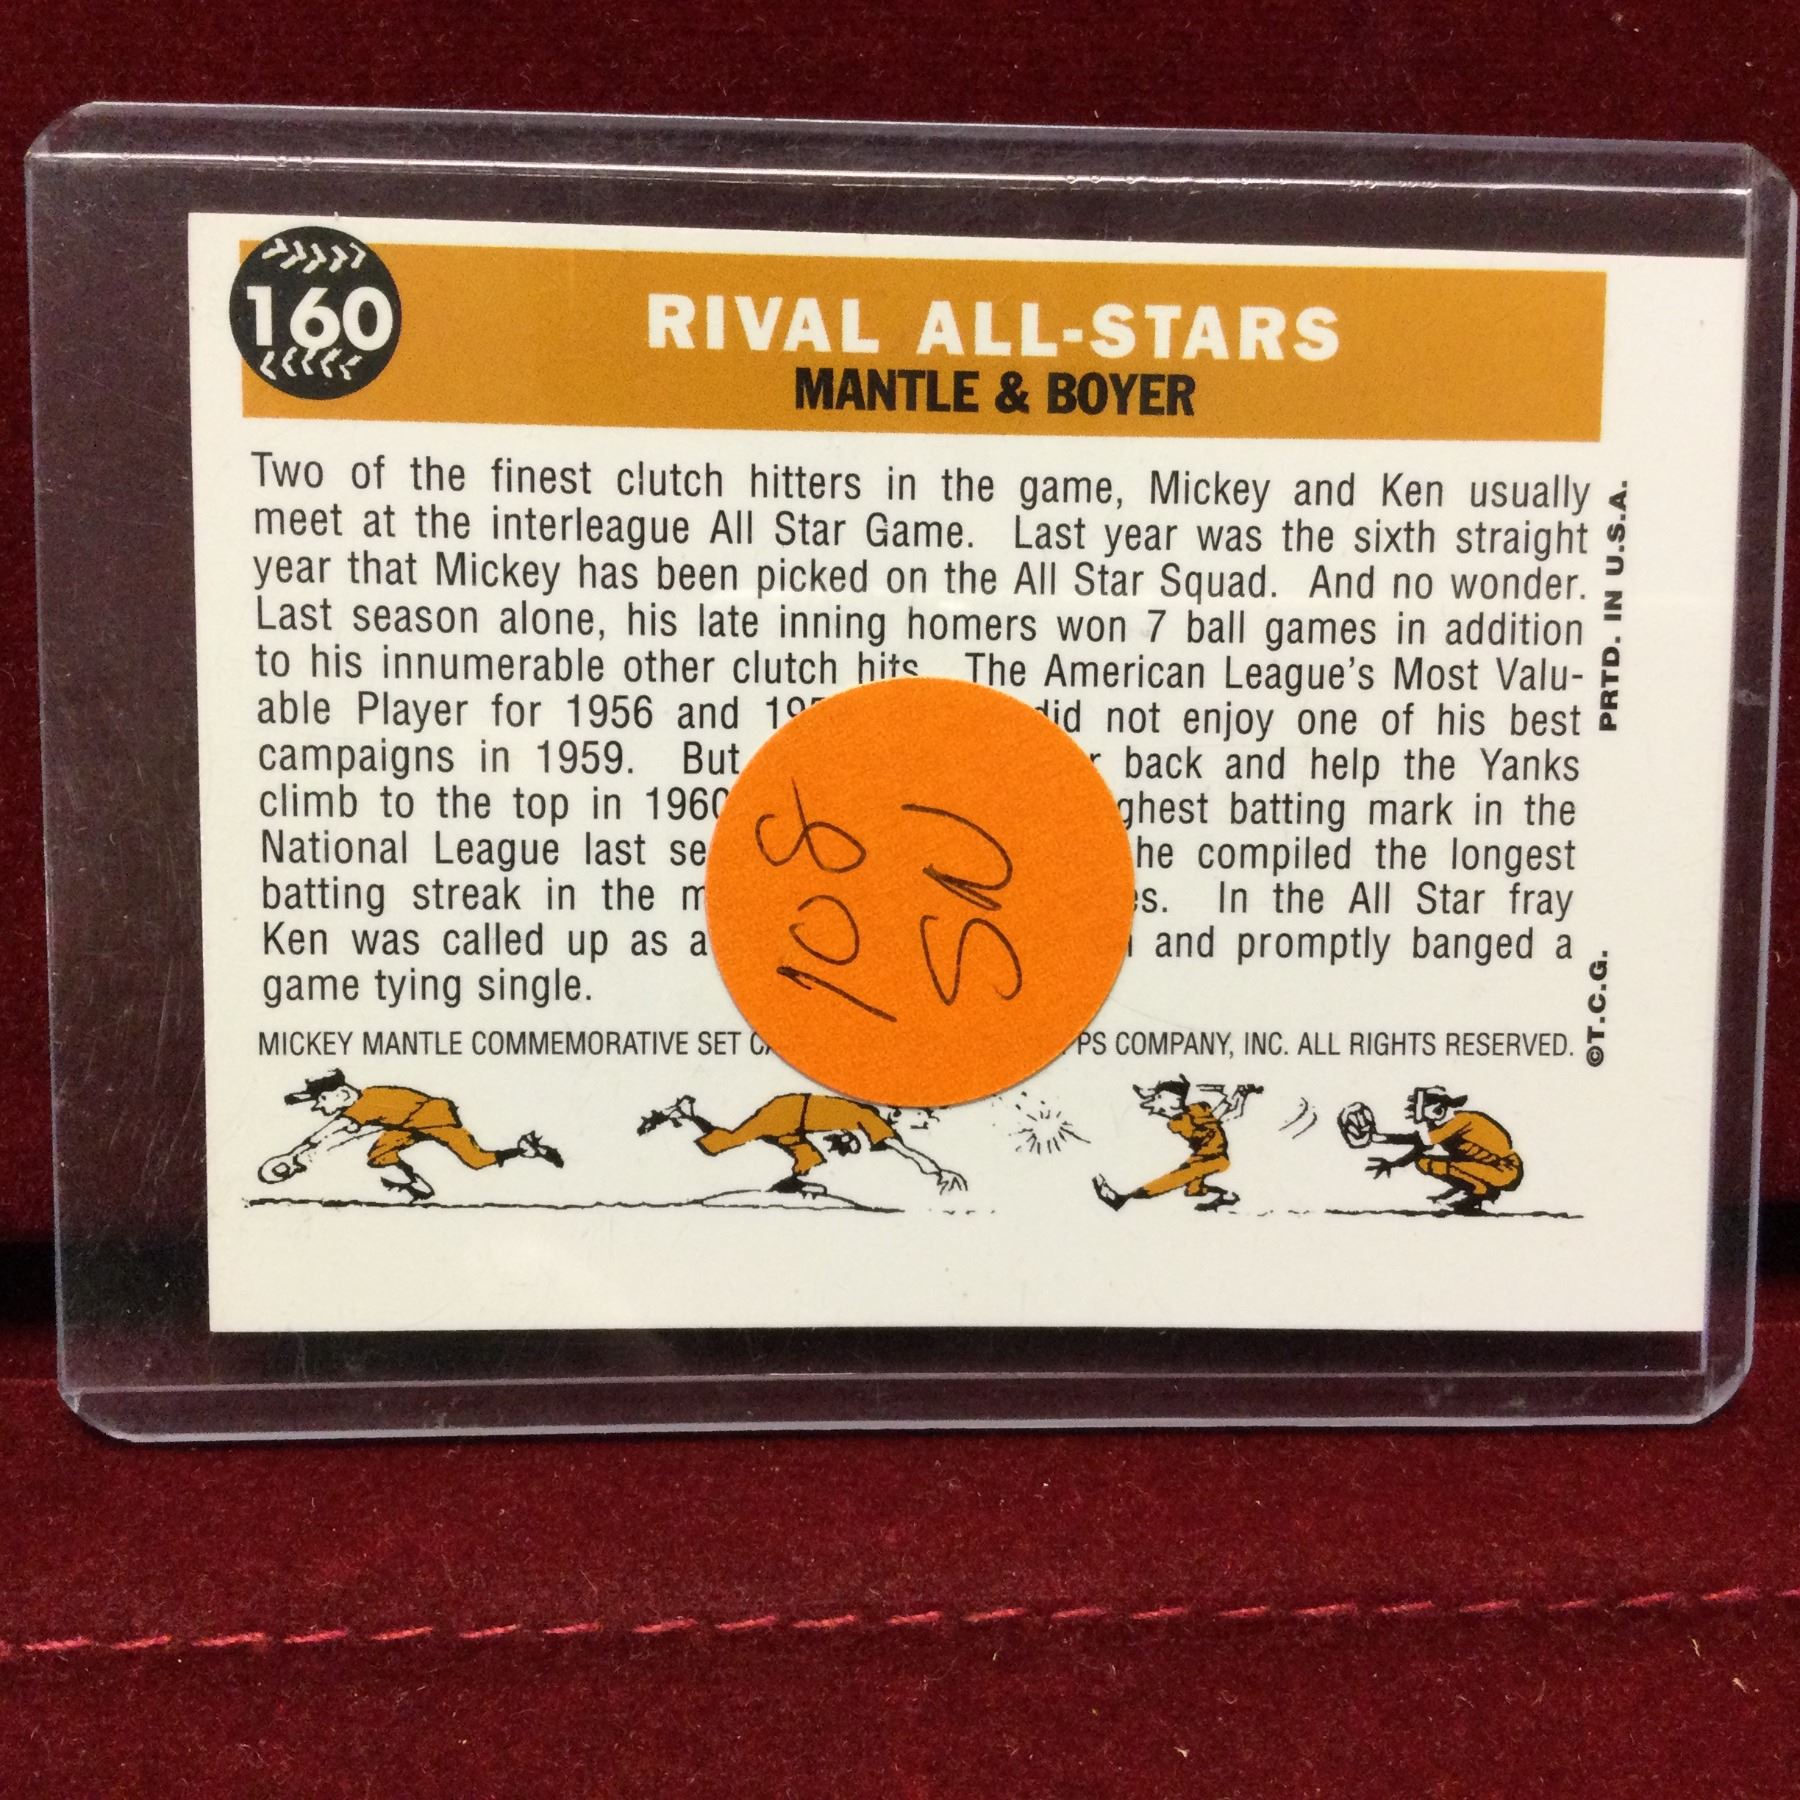 160
RIVAL ALL-STARS
MANTLE & BOYER
Two of the finest clutch hitters in the game, Mickey and Ken usually
meet at the interleague All Star Game. Last year was the sixth straight
year that Mickey has been picked on the All Star Squad. And no wonder.
Last season alone, his late inning homers won 7 ball games in addition
to his innumerable other clutch hits. The American League's Most Valu-
able Player for 1956 and did not enjoy one of his best
campaigns in 1959. But back and help the Yanks
climb to the top in 1960 batting mark in the
National League last he compiled the longest
batting streak in the In the All Star fray
Ken was called up as a and promptly banged a
game tying single.
MICKEY MANTLE COMMEMORATIVE SET COMPANY, INC. ALL RIGHTS RESERVED.
PRTD. IN U.S.A.
©T.C.G.
108